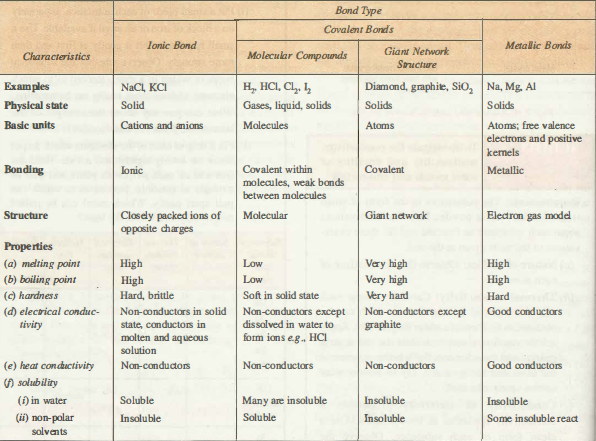 Bond Type
Characteristics
Ionic Bond
Covalent Bonds
Metallic Bonds
Molecular Compounds
Giant Network
Structure
Examples NaCl, KCl H2, HCl, Cl2, I2 Diamond, graphite, SiO2 Na, Mg, Al
Physical state Solid Gases, liquid, solids Solids Solids
Basic units Cations and anions Molecules Atoms Atoms; free valence
electrons and positive
kernels
Bonding Ionic Covalent within Covalent Metallic
molecules, weak bonds
between molecules
Structure Closely packed ions of Molecular Giant network Electron gas model
opposite charges
Properties
(a) melting point High Low Very high High
(b) boiling point High Low Very high High
(c) hardness Hard, brittle Soft in solid state Very hard Hard
(d) electrical conduc- Non-conductors in solid Non-conductors except Non-conductors except Good conductors
tivity state, conductors in dissolved in water to graphite
molten and aqueous form ions e.g., HCl
solution
(e) heat conductivity Non-conductors Non-conductors Non-conductors Good conductors
(f) solubility
(i) in water Soluble Many are insoluble Insoluble Insoluble
(ii) non-polar Insoluble Soluble Insoluble Some insoluble react
solvents